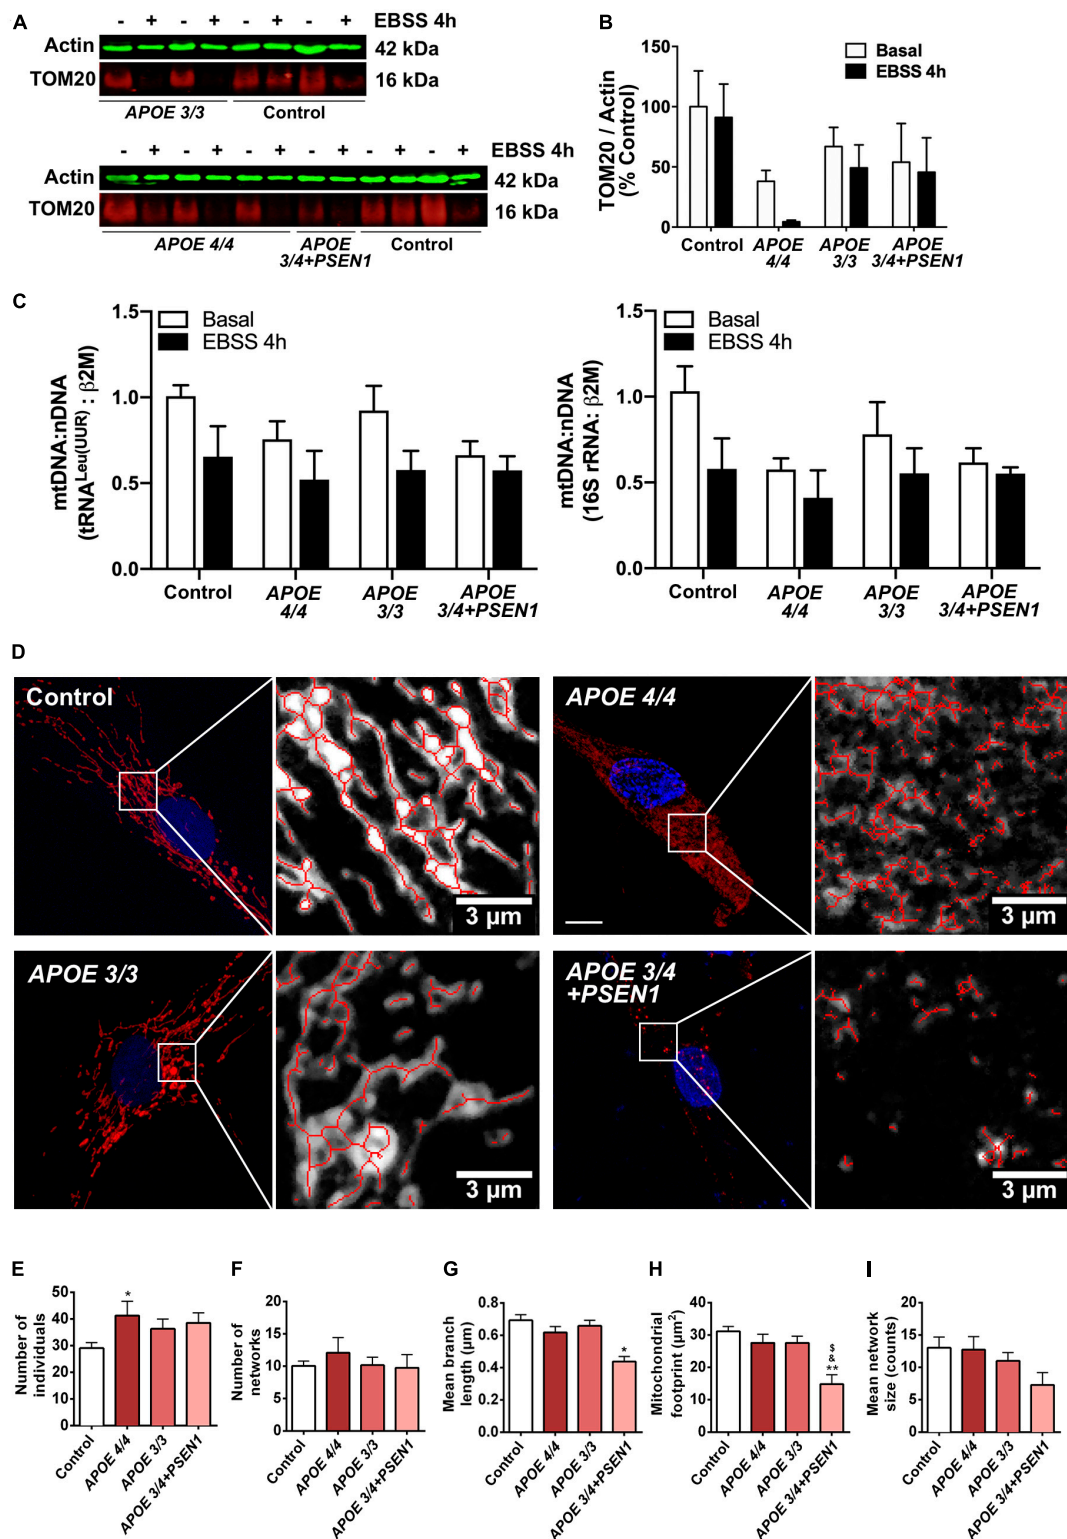 A
- + - + - + - + EBSS 4h
Actin 42 kDa
TOM20 16 kDa
APOE 3/3 Control
- + - + - + - + - + - + EBSS 4h
Actin 42 kDa
TOM20 16 kDa
APOE 4/4 APOE 3/4+PSEN1 Control
B
TOM20 / Actin
(% Control)
150
100
50
0
Basal
EBSS 4h
Control APOE 4/4 APOE 3/3 APOE 3/4+PSEN1
C
mtDNA:nDNA
(tRNALeu(UUR) : β2M)
1.5
1.0
0.5
0.0
Basal
EBSS 4h
Control APOE 4/4 APOE 3/3 APOE 3/4+PSEN1
mtDNA:nDNA
(16S rRNA: β2M)
1.5
1.0
0.5
0.0
Basal
EBSS 4h
Control APOE 4/4 APOE 3/3 APOE 3/4+PSEN1
D
Control
3 µm
APOE 4/4
3 µm
APOE 3/3
3 µm
APOE 3/4
+PSEN1
3 µm
E
Number of
individuals
50
40
30
20
10
0
*
Control APOE 4/4 APOE 3/3 APOE 3/4+PSEN1
F
Number of
networks
20
15
10
5
0
Control APOE 4/4 APOE 3/3 APOE 3/4+PSEN1
G
Mean branch
length (µm)
0.8
0.6
0.4
0.2
0.0
*
Control APOE 4/4 APOE 3/3 APOE 3/4+PSEN1
H
Mitochondrial
footprint (µm²)
40
30
20
10
0
$
&
**
Control APOE 4/4 APOE 3/3 APOE 3/4+PSEN1
I
Mean network
size (counts)
20
15
10
5
0
Control APOE 4/4 APOE 3/3 APOE 3/4+PSEN1